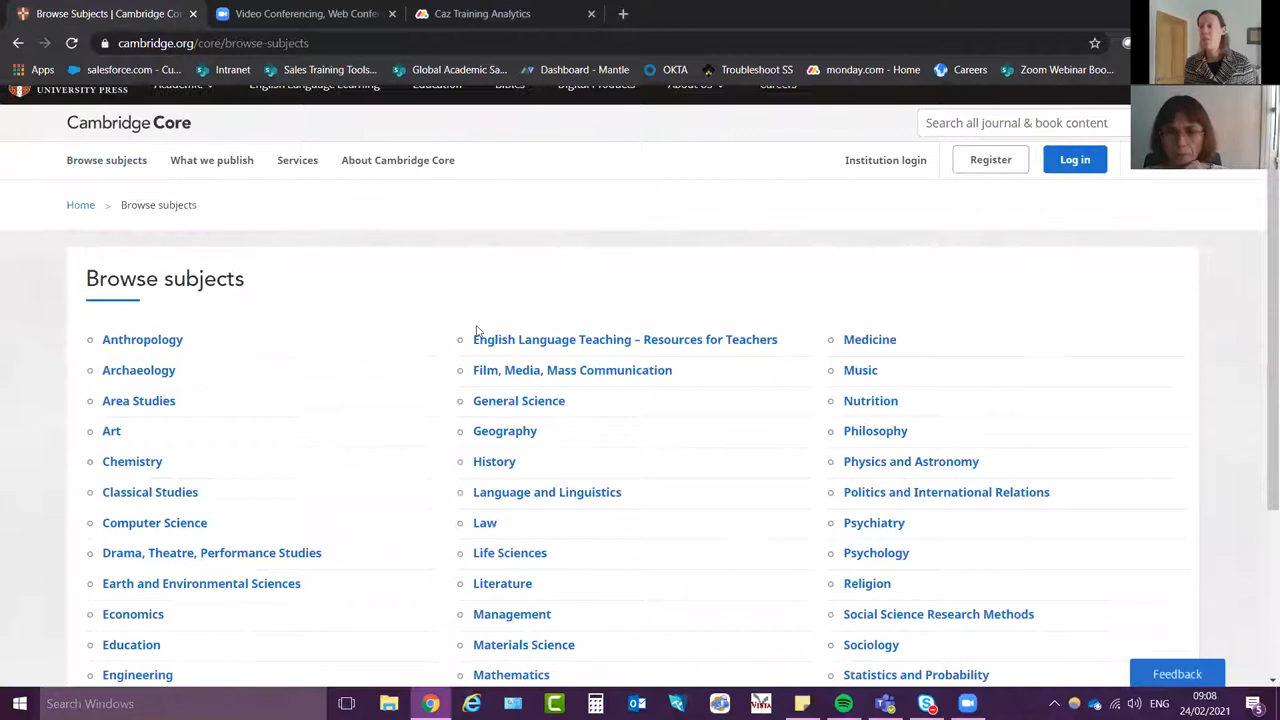 Browse Subjects | Cambridge Co
Video Conferencing, Web Confe
Caz Training Analytics
cambridge.org/core/browse-subjects
Apps
salesforce.com - Cu...
Intranet
Sales Training Tools...
Global Academic Sa...
Dashboard - Mantle
OKTA
Troubleshoot SS
monday.com - Home
Careers
Zoom Webinar Boo...
UNIVERSITY PRESS
Academic
English Language Learning
Education
Bibles
Digital Products
About Us
Careers
Cambridge Core
Search all journal & book content
Browse subjects
What we publish
Services
About Cambridge Core
Institution login
Register
Log in
Home > Browse subjects
Browse subjects
Anthropology
Archaeology
Area Studies
Art
Chemistry
Classical Studies
Computer Science
Drama, Theatre, Performance Studies
Earth and Environmental Sciences
Economics
Education
Engineering
English Language Teaching – Resources for Teachers
Film, Media, Mass Communication
General Science
Geography
History
Language and Linguistics
Law
Life Sciences
Literature
Management
Materials Science
Mathematics
Medicine
Music
Nutrition
Philosophy
Physics and Astronomy
Politics and International Relations
Psychiatry
Psychology
Religion
Social Science Research Methods
Sociology
Statistics and Probability
Feedback
Search Windows
ENG
09:08
24/02/2021